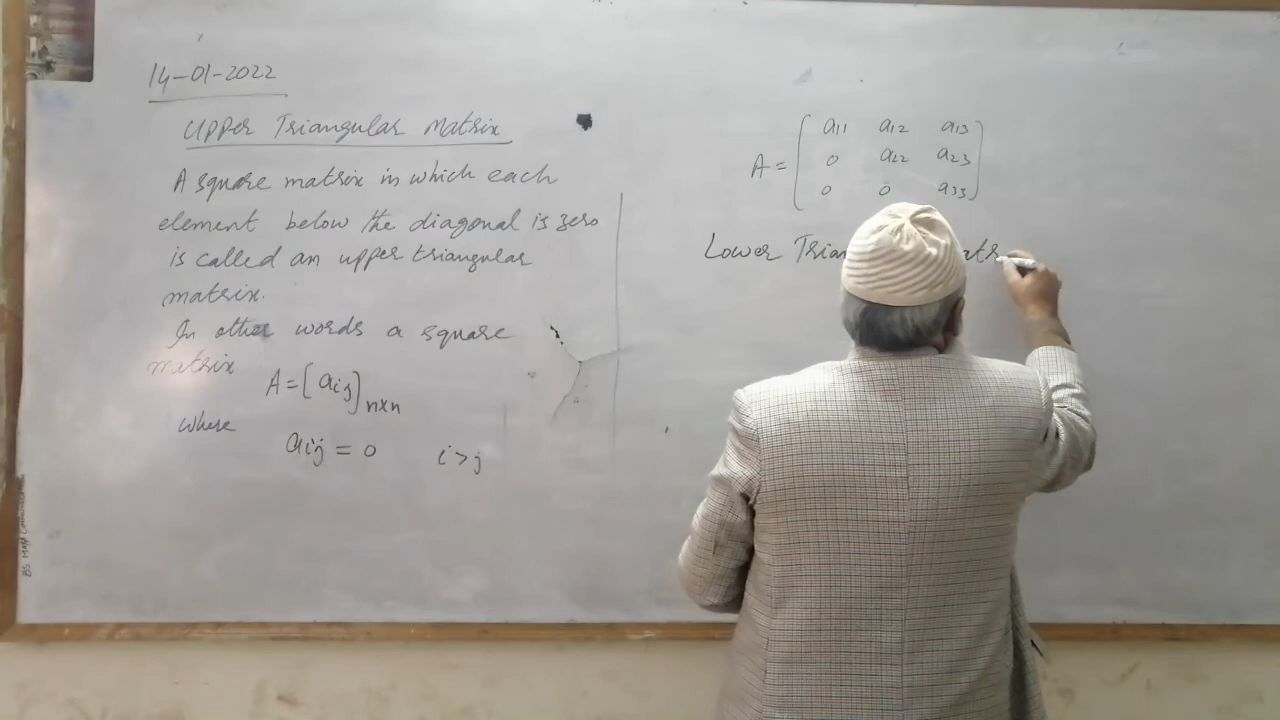 14-01-2022
Upper Triangular Matrix
A square matrix in which each
element below the diagonal is zero
is called an upper triangular
matrix.
In other words a square
matrix
A = [aij]nxn
where
aij = 0 i > j
A = ( a11 a12 a13
0 a22 a23
0 0 a33 )
Lower Trian atr